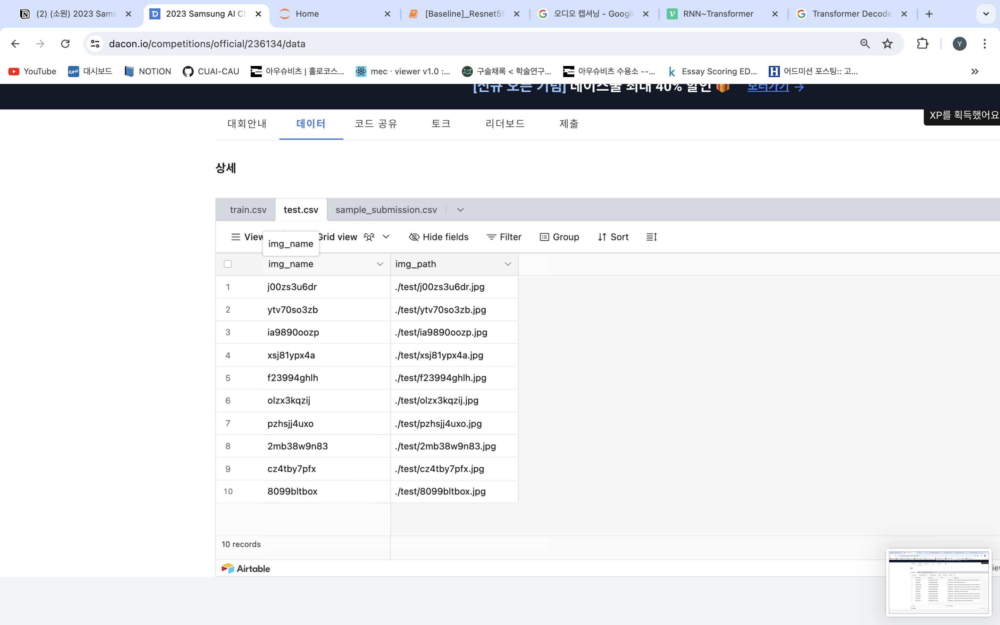 (2) (소원) 2023 Sams
2023 Samsung AI Ch
Home
[Baseline]_Resnet50
오디오 캡셔닝 - Google
RNN~Transformer
Transformer Decode
dacon.io/competitions/official/236134/data
Y
YouTube
대시보드
NOTION
CUAI-CAU
아우슈비츠 | 홀로코스...
mec · viewer v1.0 :...
구술채록 < 학술연구...
아우슈비츠 수용소 --...
Essay Scoring ED...
어드미션 포스팅:: 고...
[신규 오픈 기념] 데이스쿨 최대 40% 할인 보러가기 →
XP를 획득했어요
대회안내
데이터
코드 공유
토크
리더보드
제출
상세
train.csv
test.csv
sample_submission.csv
View
img_name
Grid view
Hide fields
Filter
Group
Sort
img_name img_path
1 j00zs3u6dr ./test/j00zs3u6dr.jpg
2 ytv70so3zb ./test/ytv70so3zb.jpg
3 ia9890oozp ./test/ia9890oozp.jpg
4 xsj81ypx4a ./test/xsj81ypx4a.jpg
5 f23994ghlh ./test/f23994ghlh.jpg
6 olzx3kqzij ./test/olzx3kqzij.jpg
7 pzhsjj4uxo ./test/pzhsjj4uxo.jpg
8 2mb38w9n83 ./test/2mb38w9n83.jpg
9 cz4tby7pfx ./test/cz4tby7pfx.jpg
10 8099bltbox ./test/8099bltbox.jpg
10 records
Airtable